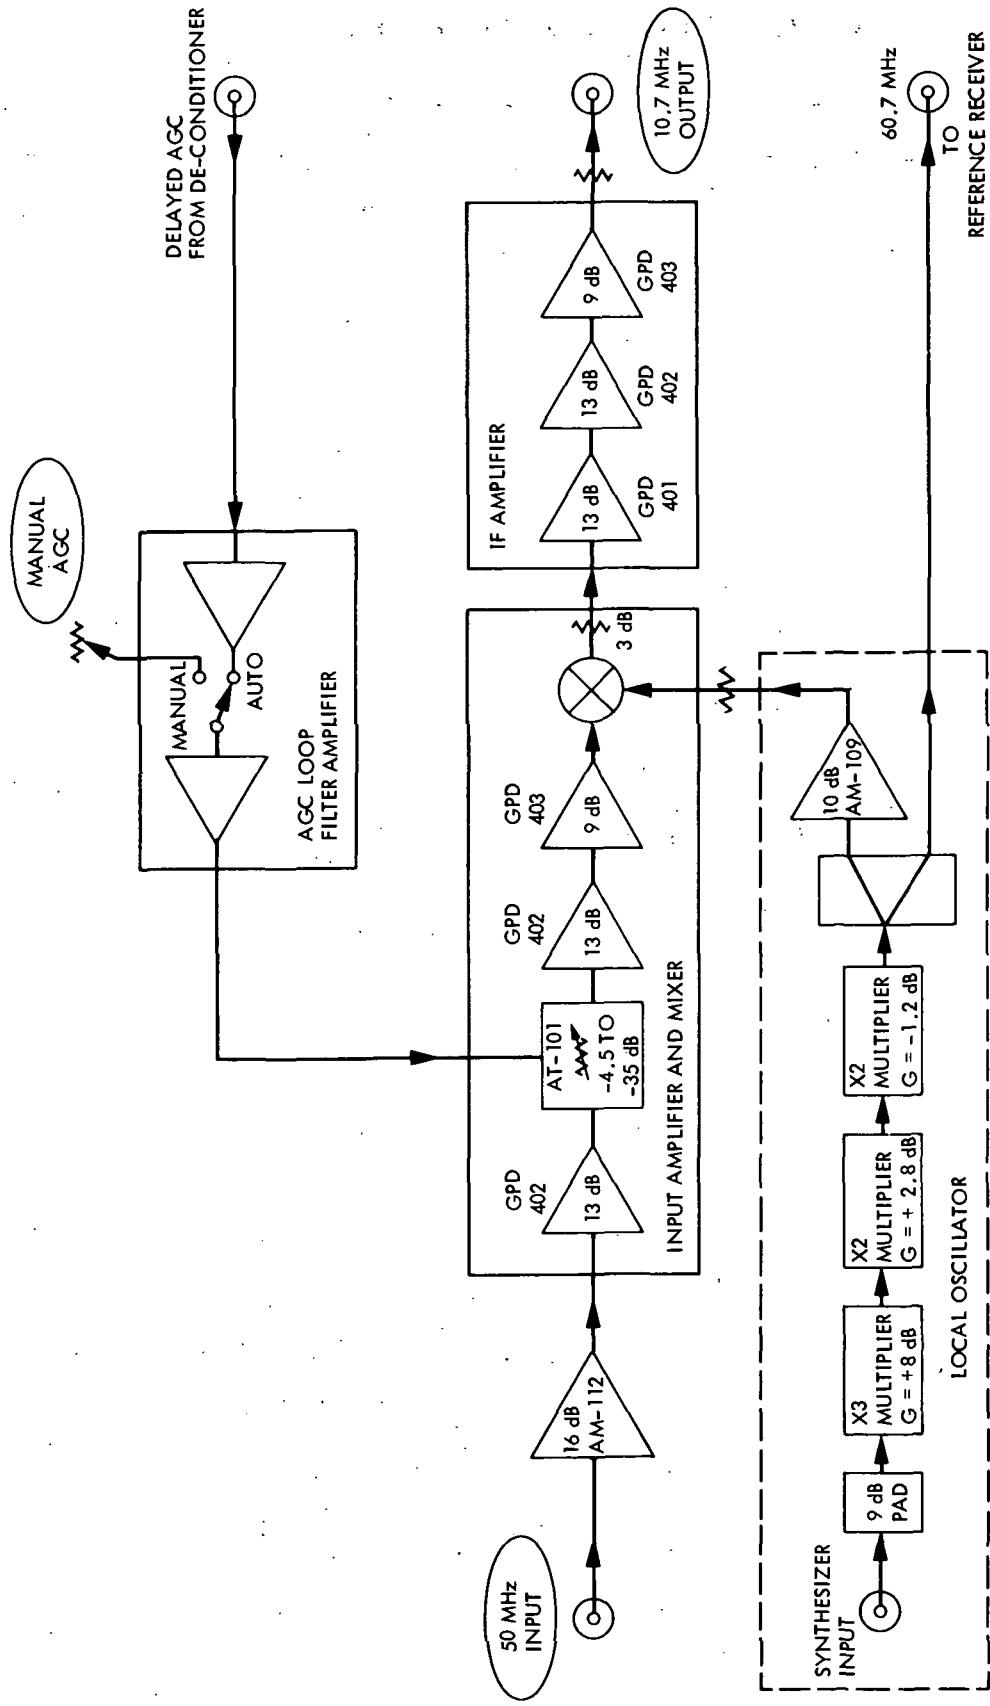 DELAYED AGC
FROM DE-CONDITIONER
MANUAL
AGC
MANUAL
AUTO
AGC LOOP
FILTER AMPLIFIER
50 MHz
INPUT
16 dB
AM-112
GPD
402
13 dB
AT-101
-4.5 TO
-35 dB
GPD
402
13 dB
GPD
403
9 dB
3 dB
INPUT AMPLIFIER AND MIXER
IF AMPLIFIER
13 dB
GPD
401
13 dB
GPD
402
9 dB
GPD
403
10.7 MHz
OUTPUT
SYNTHESIZER
INPUT
9 dB
PAD
X3
MULTIPLIER
G = +8 dB
X2
MULTIPLIER
G = + 2.8 dB
X2
MULTIPLIER
G = -1.2 dB
10 dB
AM-109
LOCAL OSCILLATOR
60.7 MHz
TO
REFERENCE RECEIVER